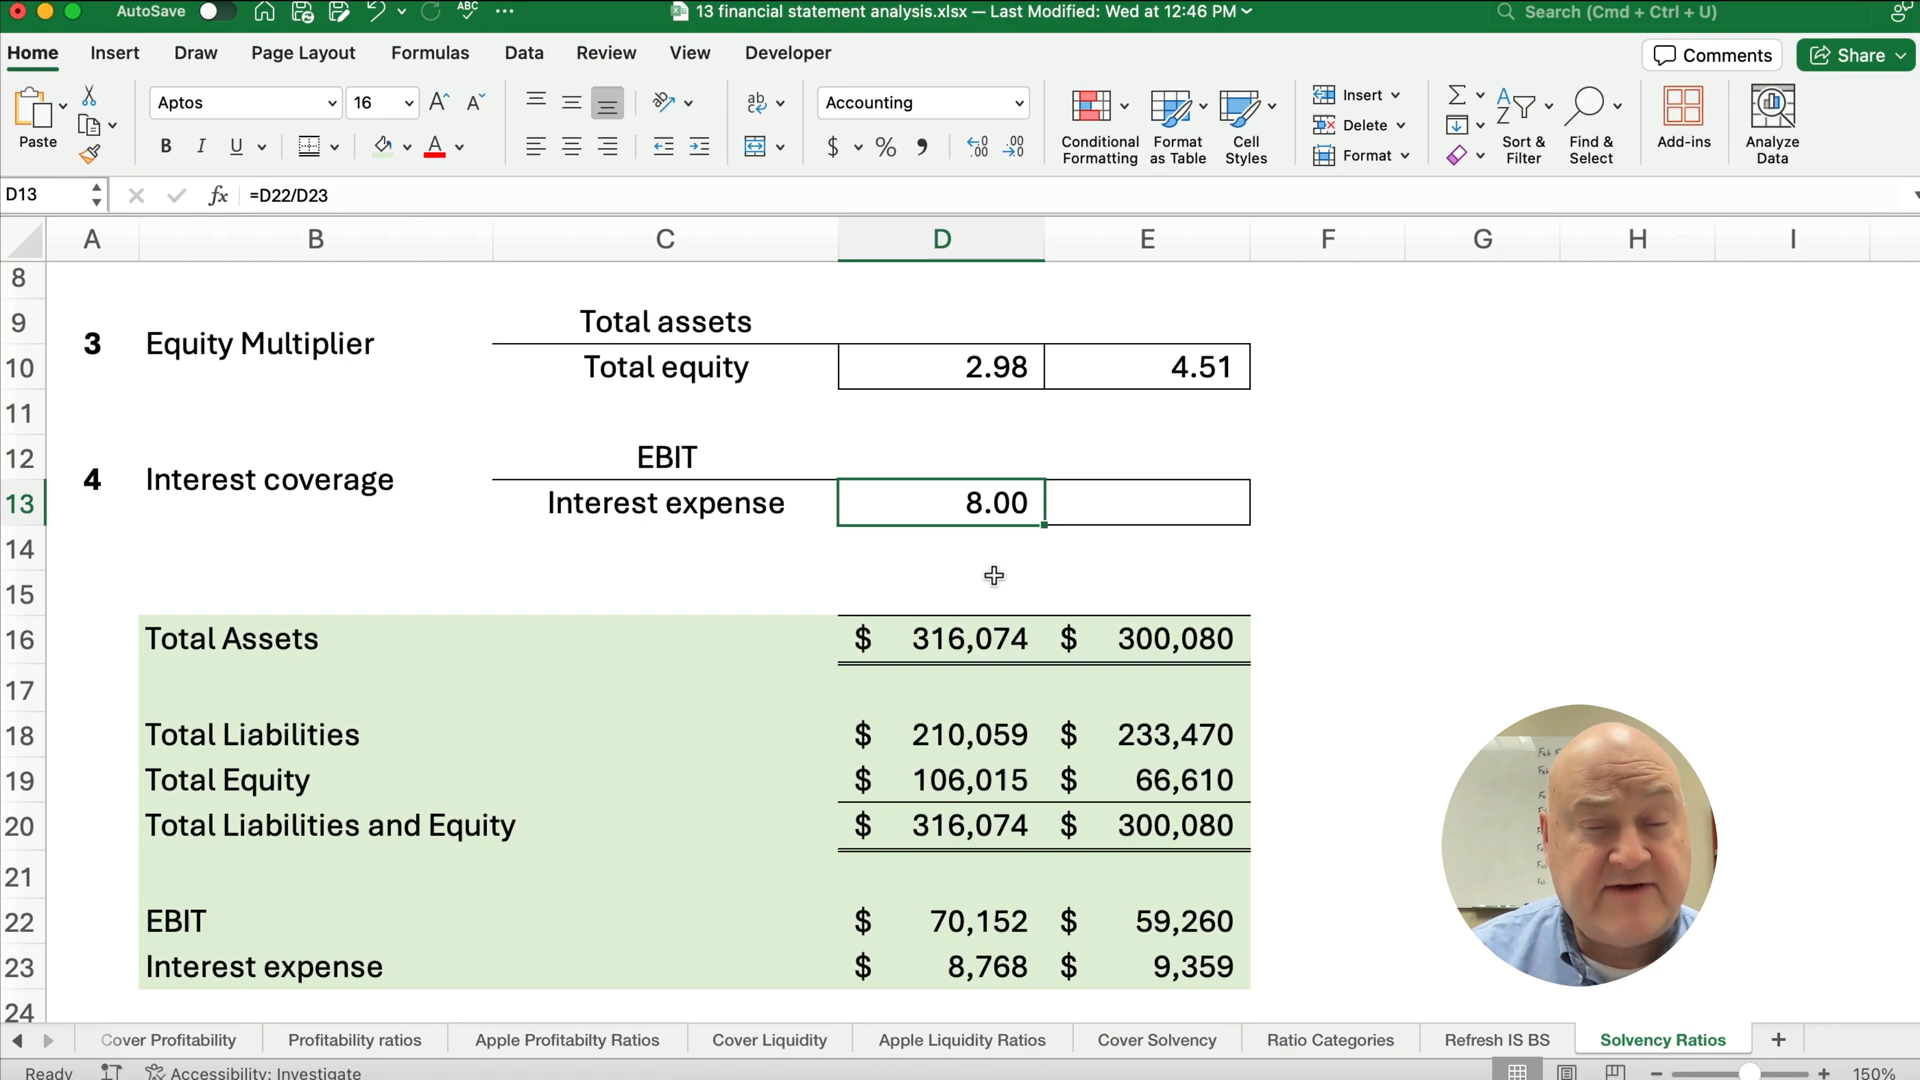 AutoSave
ABC
13 financial statement analysis.xlsx — Last Modified: Wed at 12:46 PM
Search (Cmd + Ctrl + U)
Home Insert Draw Page Layout Formulas Data Review View Developer Comments Share
Paste
Aptos 16
B I U A
ab
Accounting
$ % 9
Conditional Formatting
Format as Table
Cell Styles
Insert
Delete
Format
Sort & Filter
Find & Select
Add-ins
Analyze Data
D13 fx =D22/D23
A B C D E F G H I
8
9 Total assets
3 Equity Multiplier
10 Total equity 2.98 4.51
11
12 EBIT
4 Interest coverage
13 Interest expense 8.00
14
15
16 Total Assets $ 316,074 $ 300,080
17
18 Total Liabilities $ 210,059 $ 233,470
19 Total Equity $ 106,015 $ 66,610
20 Total Liabilities and Equity $ 316,074 $ 300,080
21
22 EBIT $ 70,152 $ 59,260
23 Interest expense $ 8,768 $ 9,359
24
Cover Profitability Profitability ratios Apple Profitabilty Ratios Cover Liquidity Apple Liquidity Ratios Cover Solvency Ratio Categories Refresh IS BS Solvency Ratios +
Ready Accessibility: Investigate 150%